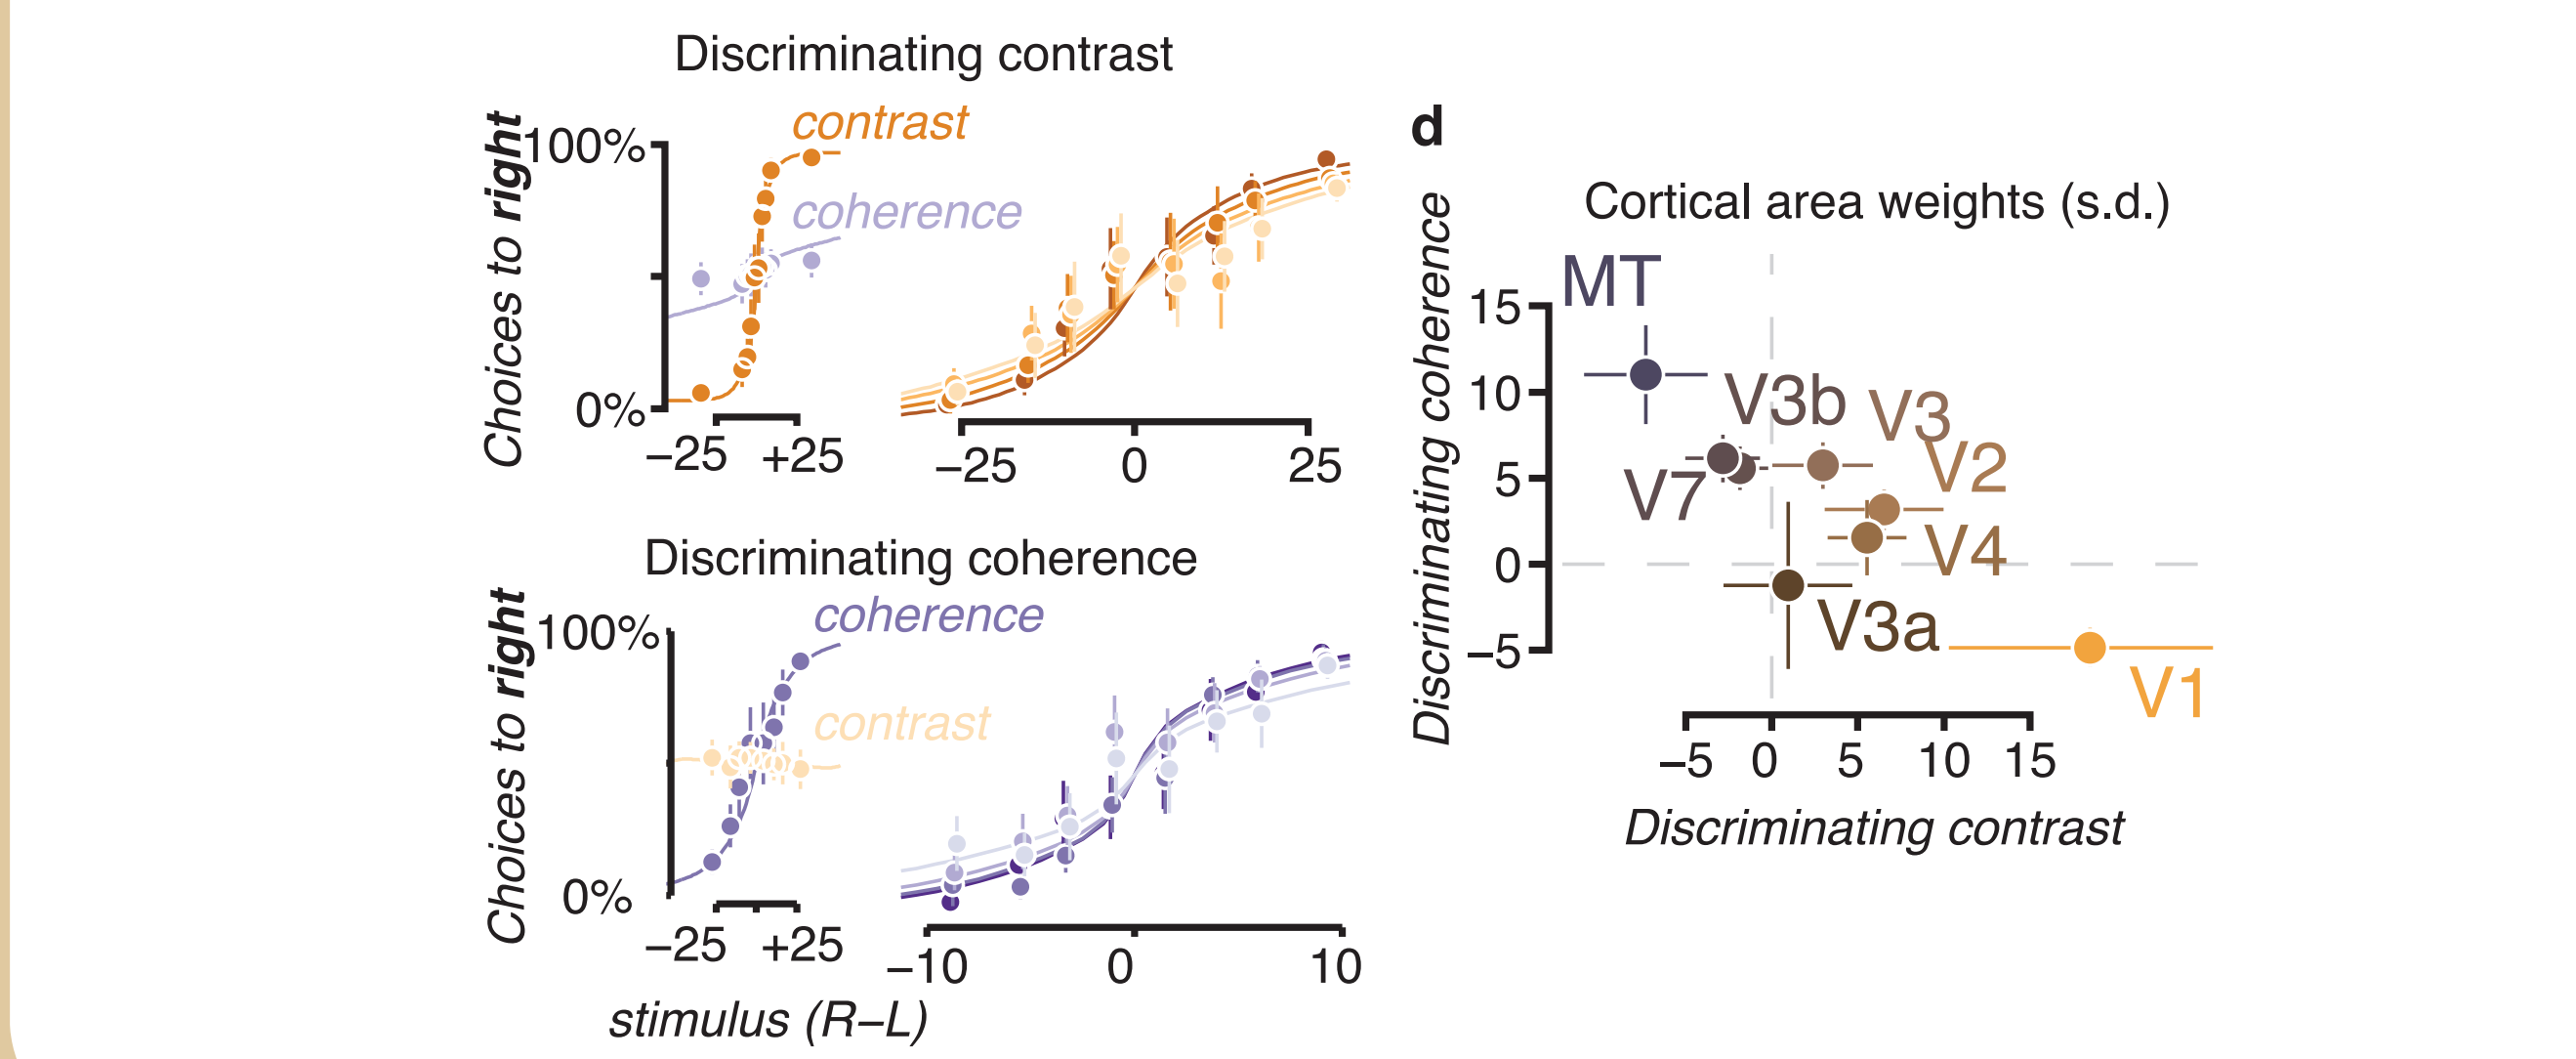 Discriminating contrast
Choices to right
100%
contrast
coherence
0%
−25 +25
−25 0 25
Discriminating coherence
Choices to right
100%
coherence
contrast
0%
−25 +25
−10 0 10
stimulus (R–L)
d
Cortical area weights (s.d.)
Discriminating coherence
MT
15
10
5
0
−5
V3b
V3
V2
V7
V4
V3a
V1
−5 0 5 10 15
Discriminating contrast